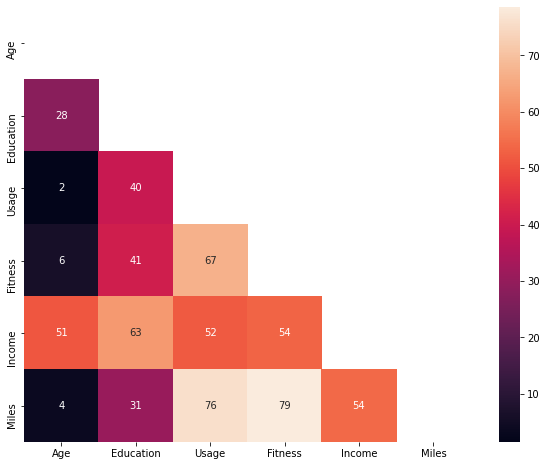 Age
Education 28
Usage 2 40
Fitness 6 41 67
Income 51 63 52 54
Miles 4 31 76 79 54
Age Education Usage Fitness Income Miles
70
60
50
40
30
20
10